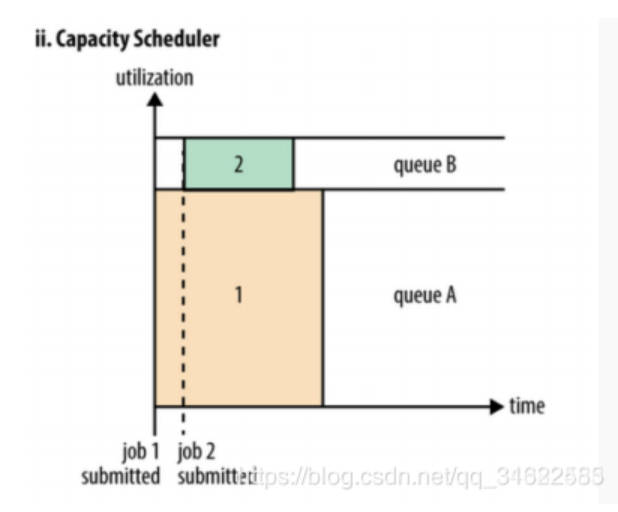 ii. Capacity Scheduler
utilization
2
queue B
1
queue A
time
job 1
submitted
job 2
submitted
https://blog.csdn.net/qq_34622585